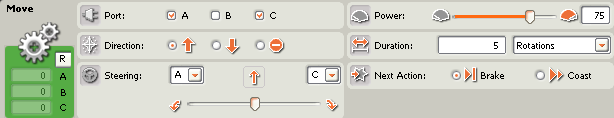 Move
Port: A B C
Power: 75
Direction:
Duration: 5 Rotations
R
Steering: A C
Next Action: Brake Coast
0 A
0 B
0 C